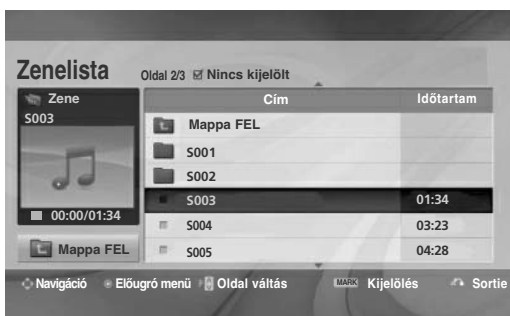 Zenelista Oldal 2/3 Nincs kijelölt
Zene
S003
00:00/01:34
Mappa FEL
Cím Időtartam
Mappa FEL
S001
S002
S003 01:34
S004 03:23
S005 04:28
Navigáció Előugró menü P Oldal váltás MARK Kijelölés Sortie